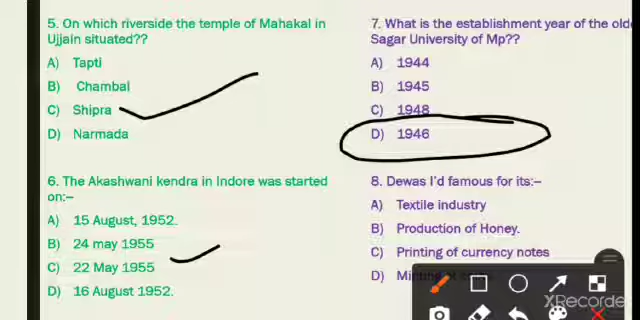 5. On which riverside the temple of Mahakal in
Ujjain situated??
A) Tapti
B) Chambal
C) Shipra
D) Narmada
6. The Akashwani kendra in Indore was started
on:–
A) 15 August, 1952.
B) 24 may 1955
C) 22 May 1955
D) 16 August 1952.
7. What is the establishment year of the olde
Sagar University of Mp??
A) 1944
B) 1945
C) 1948
D) 1946
8. Dewas I'd famous for its:–
A) Textile industry
B) Production of Honey.
C) Printing of currency notes
D)
XRecorde